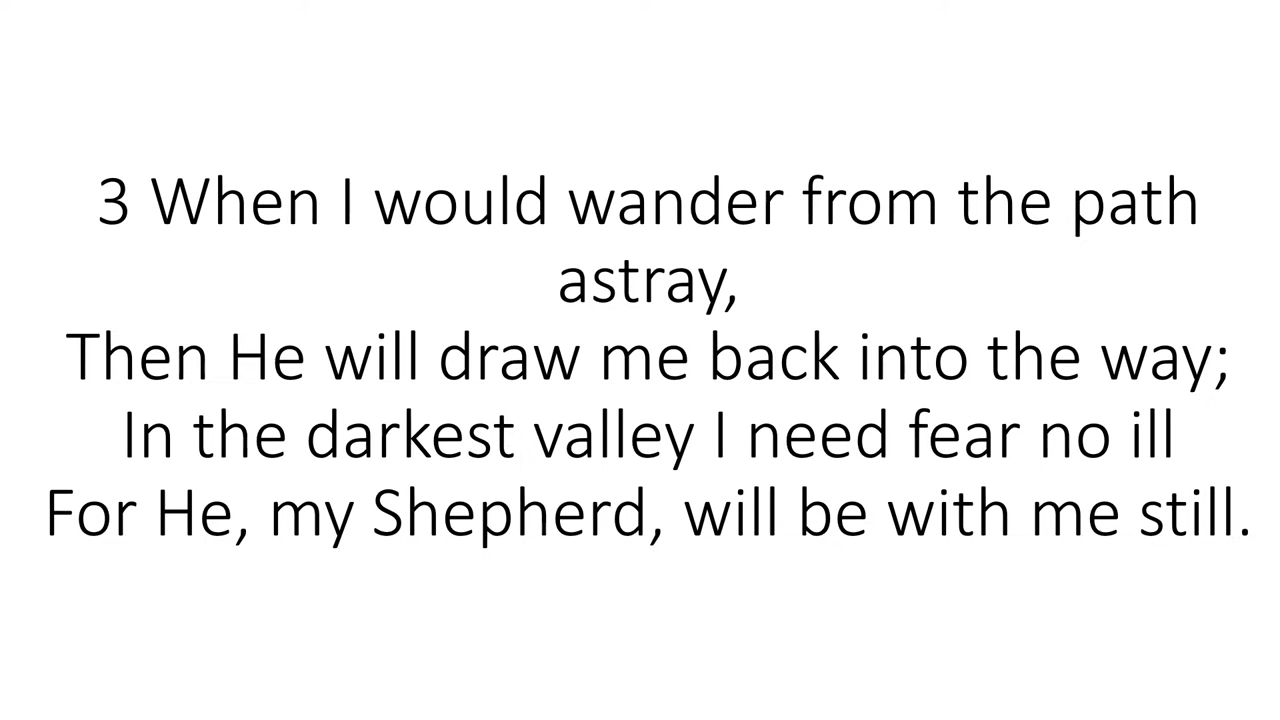 3 When I would wander from the path
astray,
Then He will draw me back into the way;
In the darkest valley I need fear no ill
For He, my Shepherd, will be with me still.